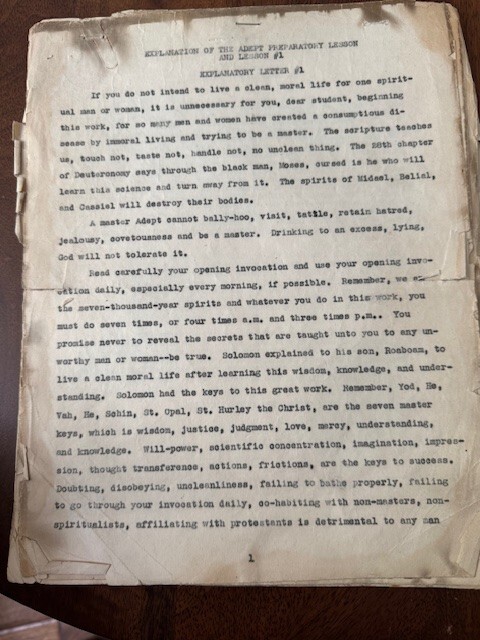 EXPLANATION OF THE ADEPT PREPARATORY LESSON
AND LESSON #1
EXPLANATORY LETTER #1
If you do not intend to live a clean, moral life for one spirit-
ual man or woman, it is unnecessary for you, dear student, beginning
this work, for so many men and women have created a consumptious di-
sease by immoral living and trying to be a master. The scripture teaches
us, touch not, taste not, handle not, no unclean thing. The 28th chapter
of Deuteronomy says through the black man, Moses, cursed is he who will
learn this science and turn away from it. The spirits of Midael, Belial,
and Cassiel will destroy their bodies.
A master Adept cannot bally-hoo, visit, tattle, retain hatred,
jealousy, covetousness and be a master. Drinking to an excess, lying,
God will not tolerate it.
Read carefully your opening invocation and use your opening invo-
cation daily, especially every morning, if possible. Remember, we
the seven-thousand-year spirits and whatever you do in this work, you
must do seven times, or four times a.m. and three times p.m.. You
promise never to reveal the secrets that are taught unto you to any un-
worthy man or woman--be true. Solomon explained to his son, Roaboam, to
live a clean moral life after learning this wisdom, knowledge, and under-
standing. Solomon had the keys to this great work. Remember, Yod, He,
Vah, He, Schin, St. Opal, St. Hurley the Christ, are the seven master
keys, which is wisdom, justice, judgment, love, mercy, understanding,
and knowledge. Will-power, scientific concentration, imagination, impres-
sion, thought transference, actions, frictions, are the keys to success.
Doubting, disobeying, uncleanliness, failing to bathe properly, failing
to go through your invocation daily, co-habiting with non-masters, non-
spiritualists, affiliating with protestants is detrimental to any man
1